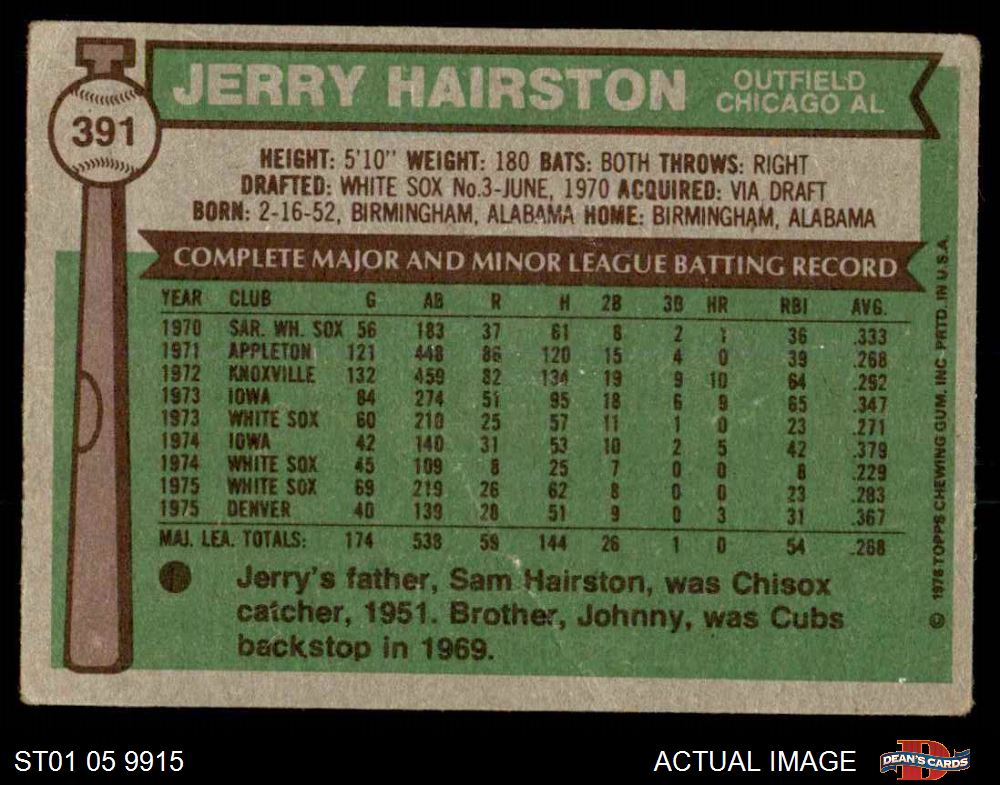 391
JERRY HAIRSTON
OUTFIELD
CHICAGO AL
HEIGHT: 5'10" WEIGHT: 180 BATS: BOTH THROWS: RIGHT
DRAFTED: WHITE SOX No.3-JUNE, 1970 ACQUIRED: VIA DRAFT
BORN: 2-16-52, BIRMINGHAM, ALABAMA HOME: BIRMINGHAM, ALABAMA
COMPLETE MAJOR AND MINOR LEAGUE BATTING RECORD
YEAR CLUB G AB R H 2B 3B HR RBI AVG.
1970 SAR. WH. SOX 56 183 37 61 8 2 1 36 .333
1971 APPLETON 121 448 86 120 15 4 0 39 .268
1972 KNOXVILLE 132 459 82 134 19 9 10 64 .292
1973 IOWA 84 274 51 95 18 6 9 65 .347
1973 WHITE SOX 60 210 25 57 11 1 0 23 .271
1974 IOWA 42 140 31 53 10 2 5 42 .379
1974 WHITE SOX 45 109 8 25 7 0 0 8 .229
1975 WHITE SOX 69 219 26 62 8 0 0 23 .283
1975 DENVER 40 139 28 51 9 0 3 31 .367
MAJ. LEA. TOTALS: 174 538 59 144 26 1 0 54 .268
Jerry's father, Sam Hairston, was Chisox
catcher, 1951. Brother, Johnny, was Cubs
backstop in 1969.
© 1976 TOPPS CHEWING GUM, INC. PRTD. IN U.S.A.
ST01 05 9915
ACTUAL IMAGE
D
DEAN'S CARDS